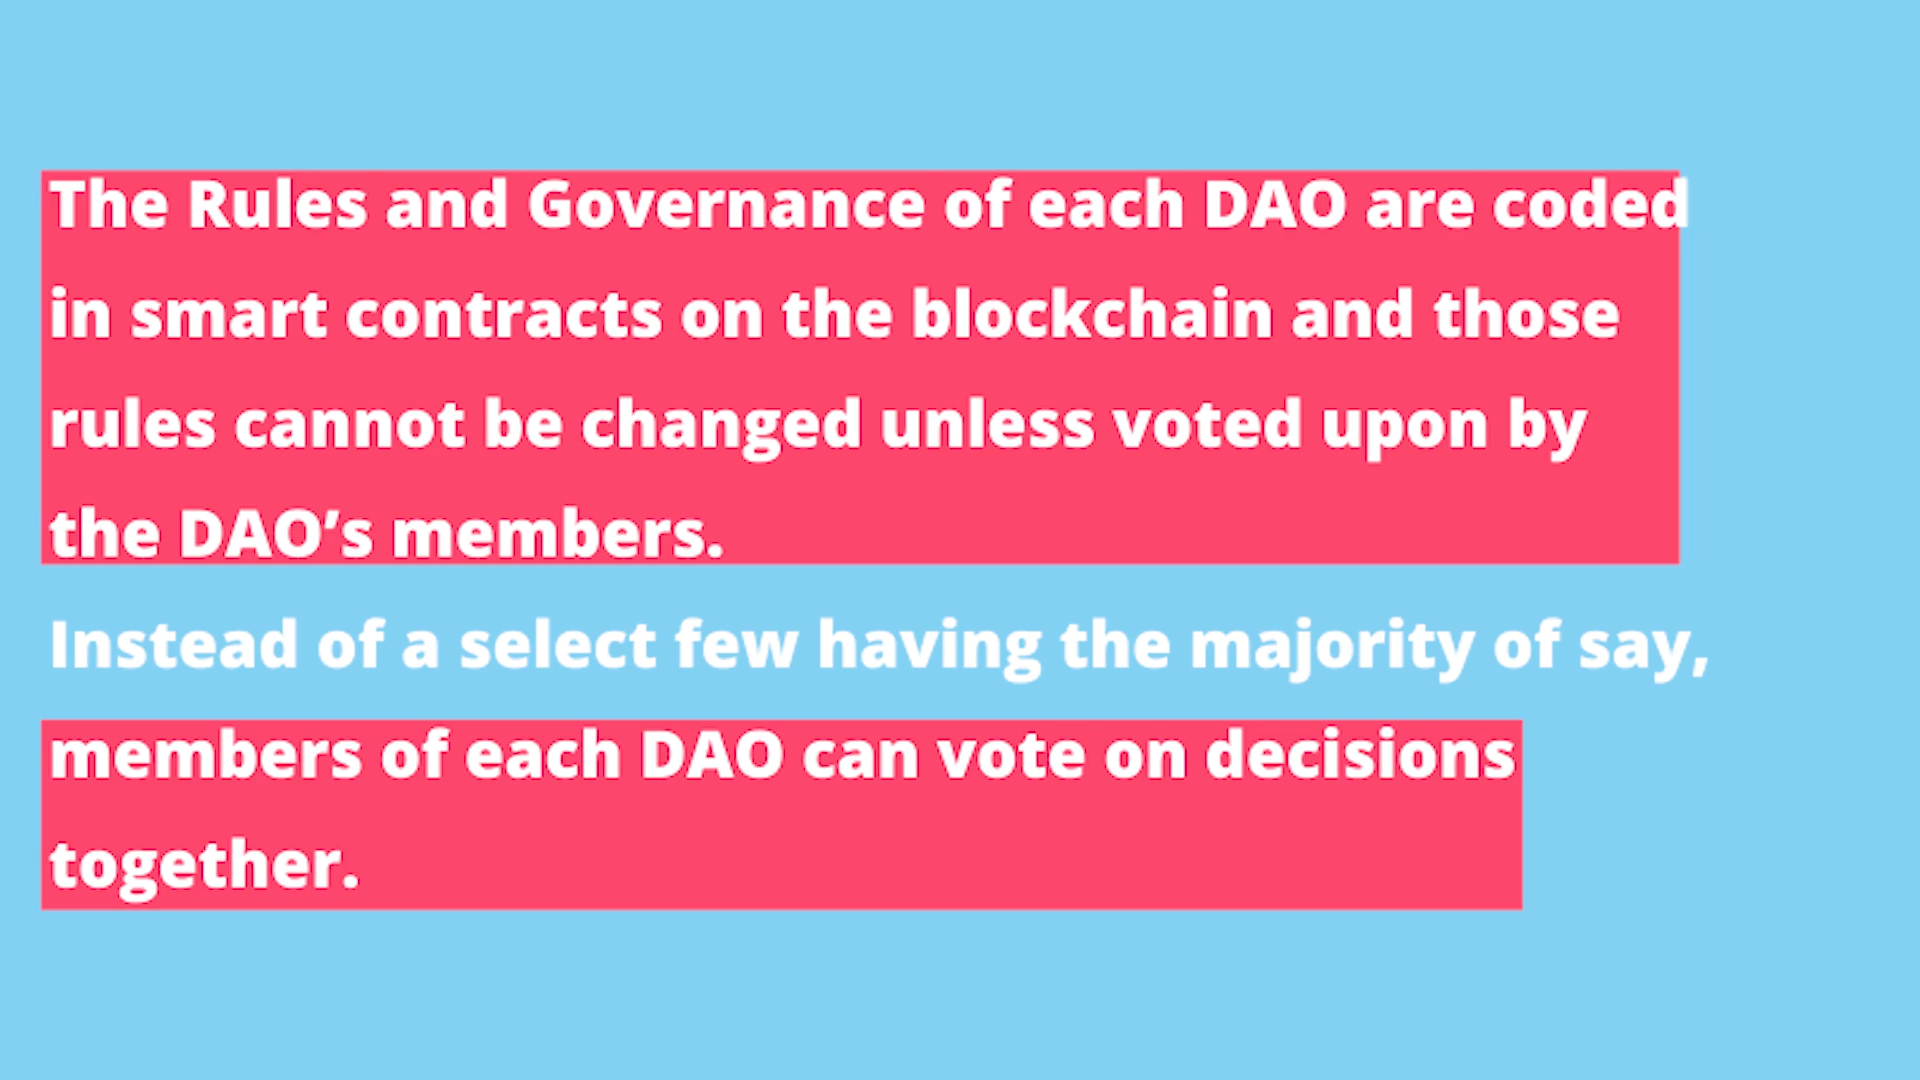 The Rules and Governance of each DAO are coded
in smart contracts on the blockchain and those
rules cannot be changed unless voted upon by
the DAO’s members.
Instead of a select few having the majority of say,
members of each DAO can vote on decisions
together.